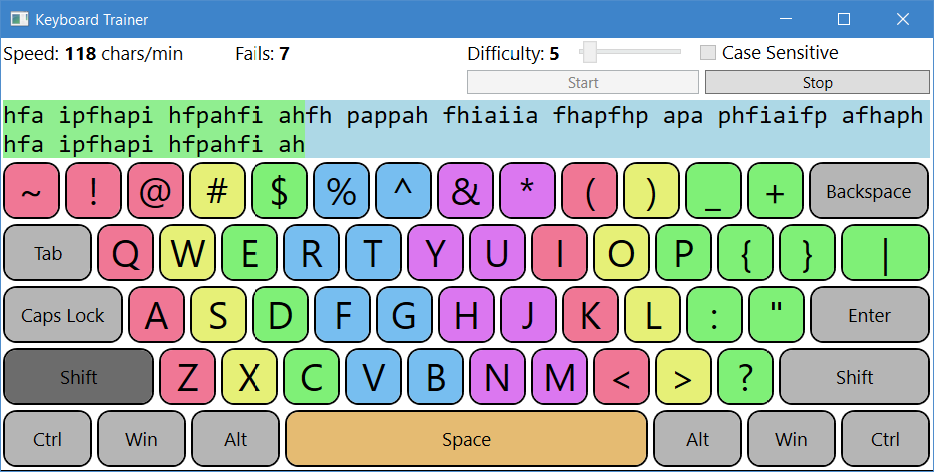 Keyboard Trainer
Speed: 118 chars/min Fails: 7 Difficulty: 5 Case Sensitive
Start Stop
hfa ipfhapi hfpahfi ahfh pappah fhiaiia fhapfhp apa phfiaifp afhaph
hfa ipfhapi hfpahfi ah
~ ! @ # $ % ^ & * ( ) _ + Backspace
Tab Q W E R T Y U I O P { } |
Caps Lock A S D F G H J K L : " Enter
Shift Z X C V B N M < > ? Shift
Ctrl Win Alt Space Alt Win Ctrl